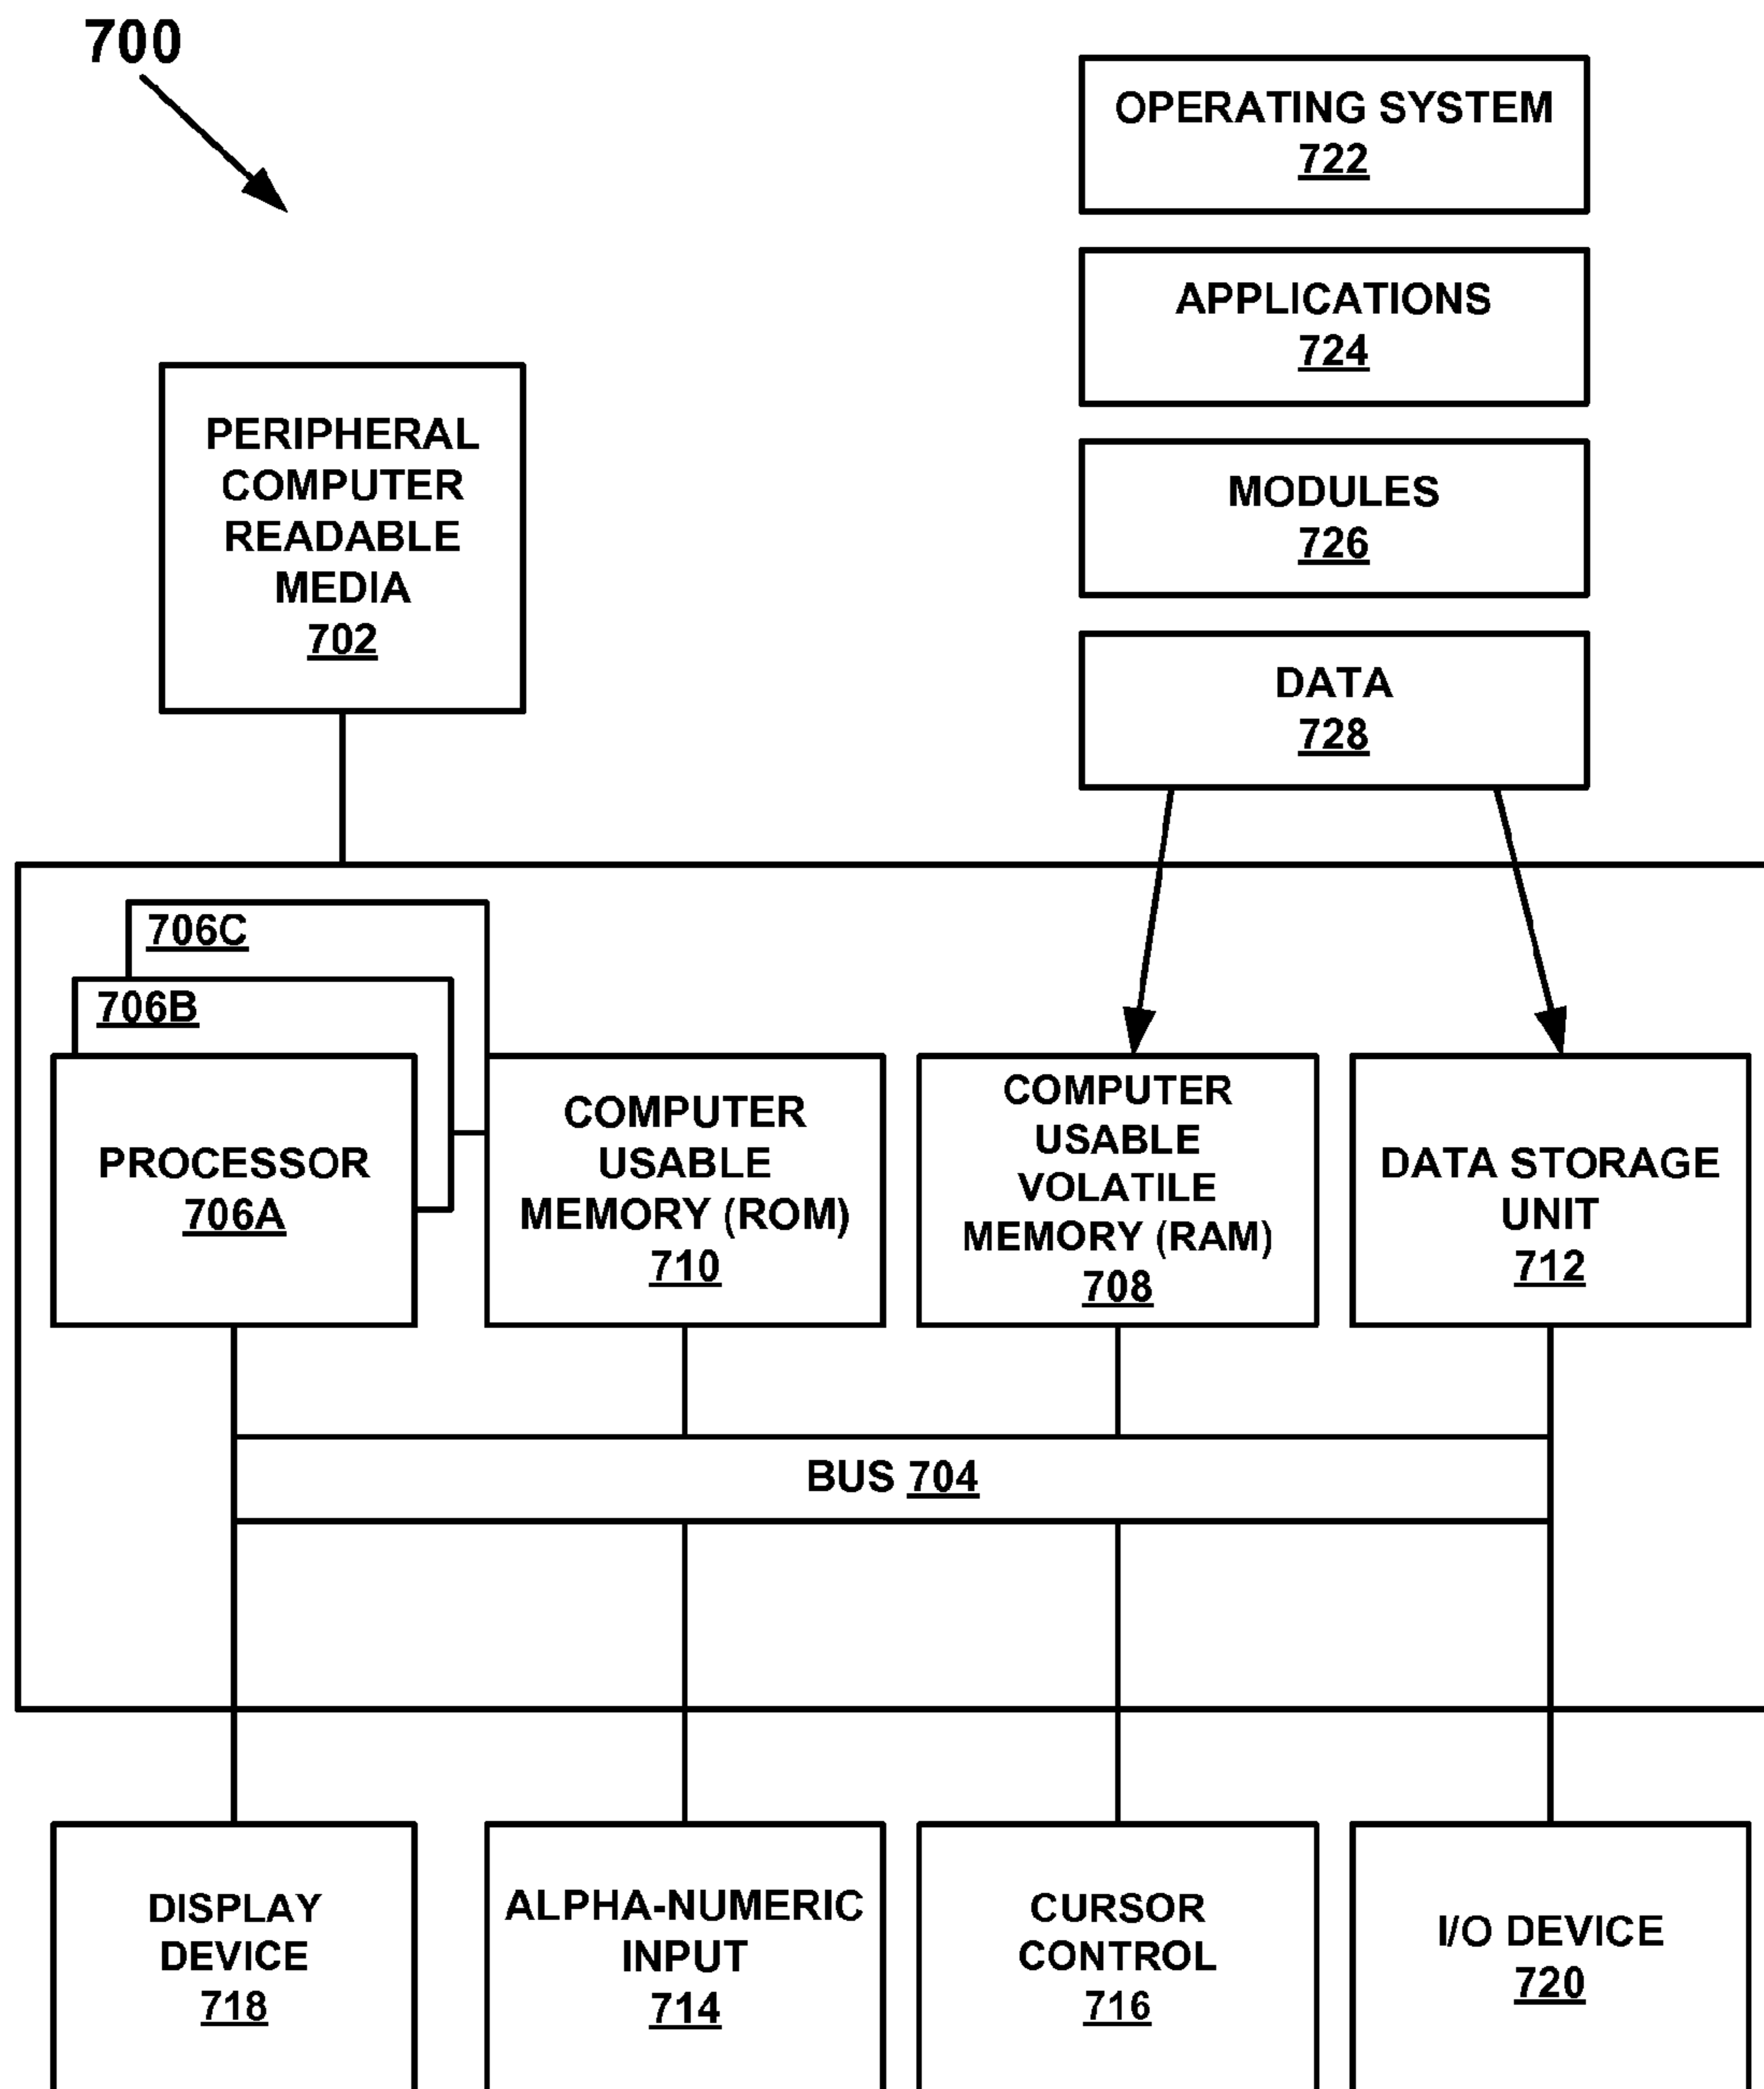 700
OPERATING SYSTEM
722
APPLICATIONS
724
PERIPHERAL
COMPUTER
READABLE
MEDIA
702
MODULES
726
DATA
728
706C
706B
PROCESSOR
706A
COMPUTER
USABLE
MEMORY (ROM)
710
COMPUTER
USABLE
VOLATILE
MEMORY (RAM)
708
DATA STORAGE
UNIT
712
BUS 704
DISPLAY
DEVICE
718
ALPHA-NUMERIC
INPUT
714
CURSOR
CONTROL
716
I/O DEVICE
720